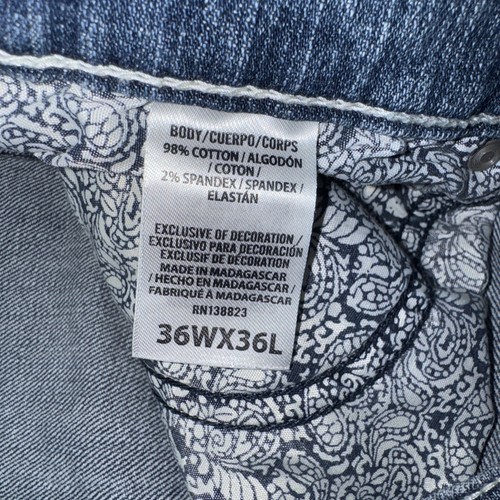 BODY/CUERPO/CORPS
98% COTTON / ALGODÓN
/ COTON /
2% SPANDEX / SPANDEX /
ELASTÁN
EXCLUSIVE OF DECORATION /
EXCLUSIVO PARA DECORACIÓN
EXCLUSIF DE DÉCORATION
MADE IN MADAGASCAR
/ HECHO EN MADAGASCAR /
FABRIQUÉ À MADAGASCAR
RN138823
36WX36L